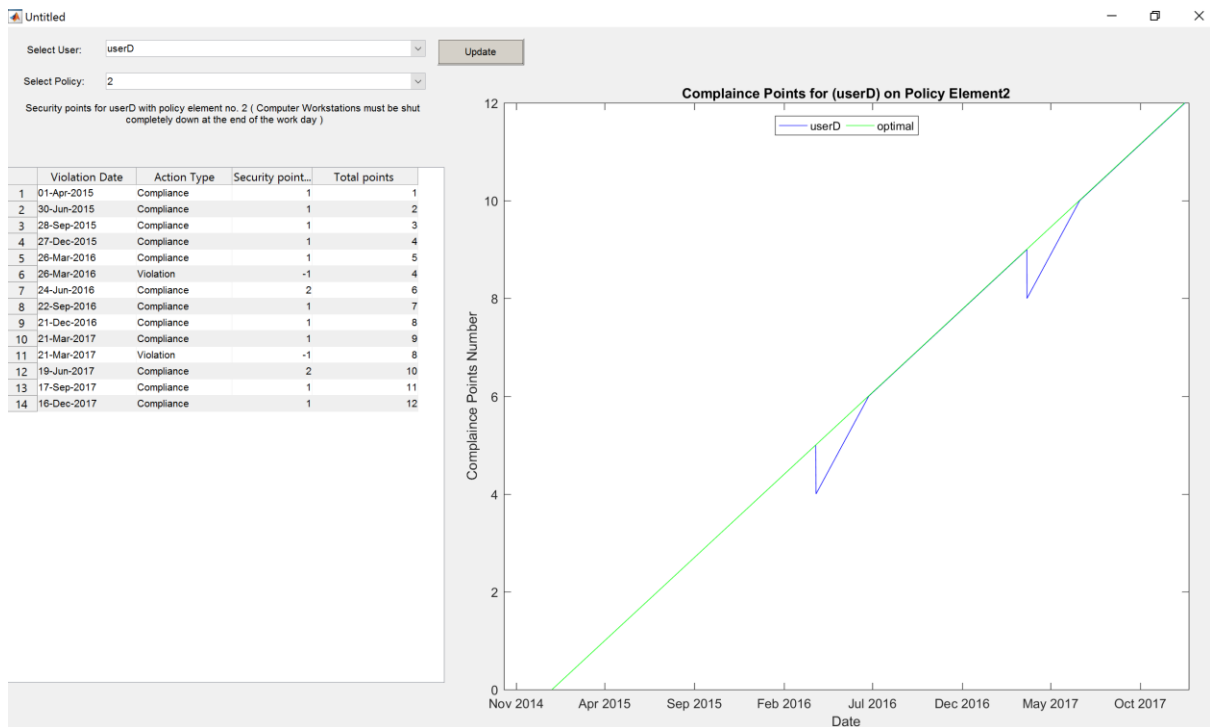 Untitled
Select User: userD Update
Select Policy: 2
Security points for userD with policy element no. 2 ( Computer Workstations must be shut
completely down at the end of the work day )
Violation Date Action Type Security point... Total points
1 01-Apr-2015 Compliance 1 1
2 30-Jun-2015 Compliance 1 2
3 28-Sep-2015 Compliance 1 3
4 27-Dec-2015 Compliance 1 4
5 26-Mar-2016 Compliance 1 5
6 26-Mar-2016 Violation -1 4
7 24-Jun-2016 Compliance 2 6
8 22-Sep-2016 Compliance 1 7
9 21-Dec-2016 Compliance 1 8
10 21-Mar-2017 Compliance 1 9
11 21-Mar-2017 Violation -1 8
12 19-Jun-2017 Compliance 2 10
13 17-Sep-2017 Compliance 1 11
14 16-Dec-2017 Compliance 1 12
Complaince Points for (userD) on Policy Element2
userD optimal
Complaince Points Number
12
10
8
6
4
2
0
Nov 2014 Apr 2015 Sep 2015 Feb 2016 Jul 2016 Dec 2016 May 2017 Oct 2017
Date